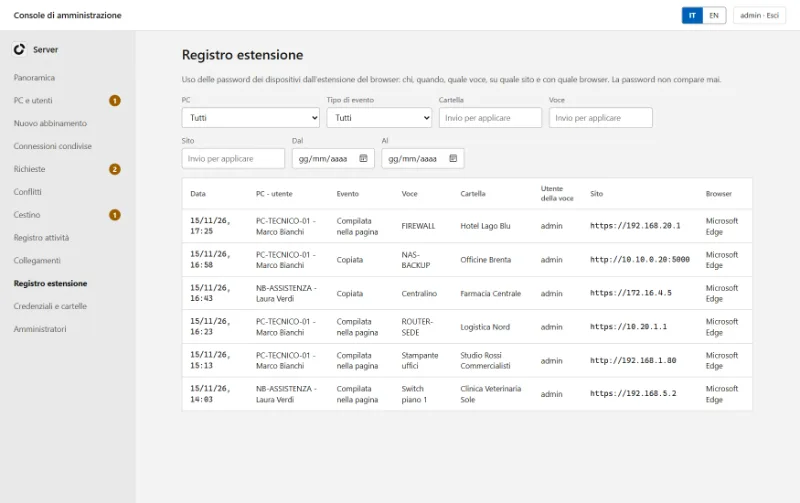 Console di amministrazione
IT EN admin · Esci
Server
Panoramica
PC e utenti 1
Nuovo abbinamento
Connessioni condivise
Richieste 2
Conflitti
Cestino 1
Registro attività
Collegamenti
Registro estensione
Credenziali e cartelle
Amministratori
Registro estensione
Uso delle password dei dispositivi dall'estensione del browser: chi, quando, quale voce, su quale sito e con quale browser. La password non compare mai.
PC Tipo di evento Cartella Voce
Tutti Tutti Invio per applicare Invio per applicare
Sito Dal Al
Invio per applicare gg/mm/aaaa gg/mm/aaaa
Data PC - utente Evento Voce Cartella Utente della voce Sito Browser
15/11/26, 17:25 PC-TECNICO-01 - Marco Bianchi Compilata nella pagina FIREWALL Hotel Lago Blu admin https://192.168.20.1 Microsoft Edge
15/11/26, 16:58 PC-TECNICO-01 - Marco Bianchi Copiata NAS-BACKUP Officine Brenta admin http://10.10.0.20:5000 Microsoft Edge
15/11/26, 16:43 NB-ASSISTENZA - Laura Verdi Copiata Centralino Farmacia Centrale admin https://172.16.4.5 Microsoft Edge
15/11/26, 16:23 PC-TECNICO-01 - Marco Bianchi Compilata nella pagina ROUTER-SEDE Logistica Nord admin https://10.20.1.1 Microsoft Edge
15/11/26, 15:13 PC-TECNICO-01 - Marco Bianchi Compilata nella pagina Stampante uffici Studio Rossi Commercialisti admin http://192.168.1.80 Microsoft Edge
15/11/26, 14:03 NB-ASSISTENZA - Laura Verdi Compilata nella pagina Switch piano 1 Clinica Veterinaria Sole admin https://192.168.5.2 Microsoft Edge